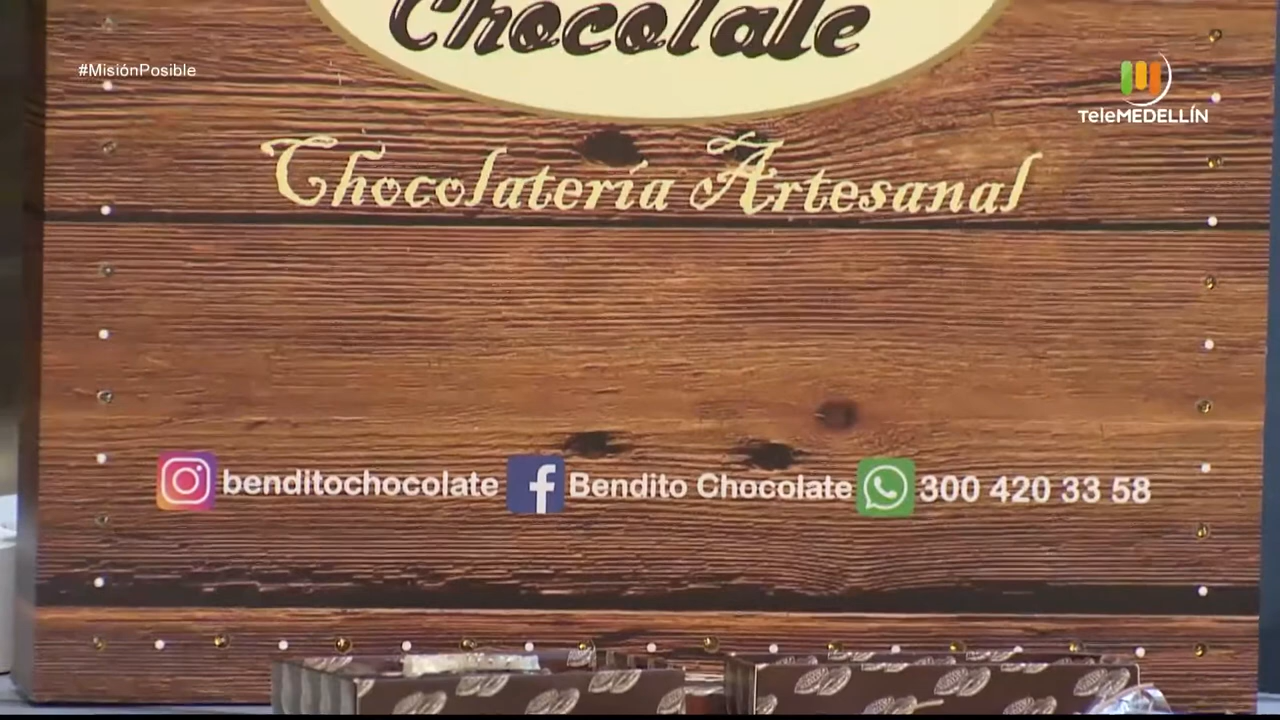 Chocolate
#MisiónPosible
TeleMEDELLÍN
Chocolatería Artesanal
benditochocolate Bendito Chocolate 300 420 33 58